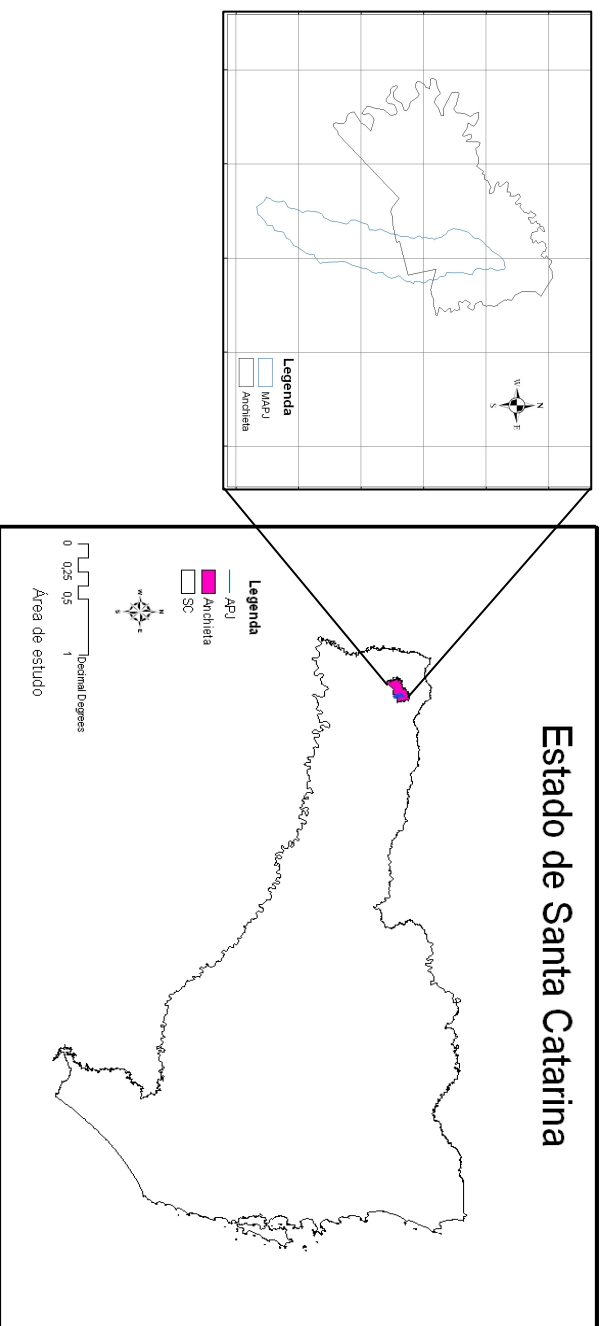 Estado de Santa Catarina
Legenda
MAPJ
Anchieta
N
W
E
S
Legenda
APJ
Anchieta
SC
N
W
E
S
0 0,25 0,5 1
Decimal Degrees
Área de estudo